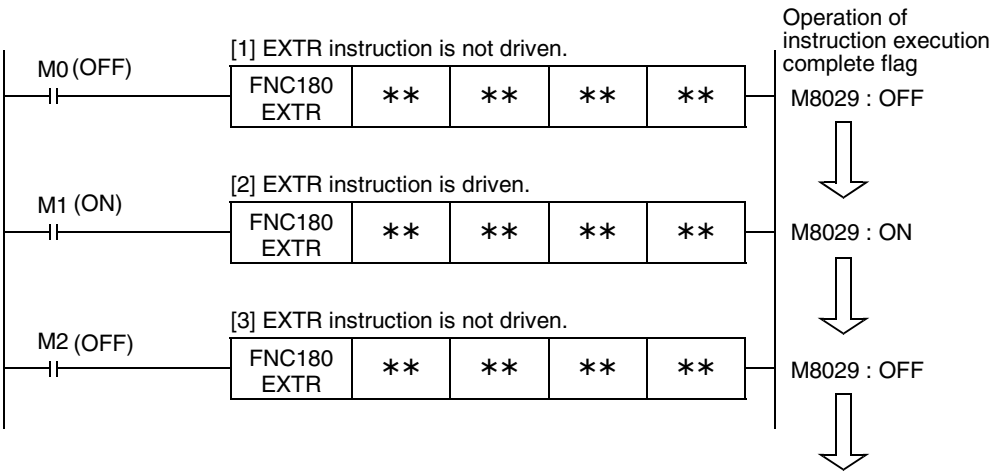 Operation of
instruction execution
complete flag
[1] EXTR instruction is not driven.
M0 (OFF)
FNC180
EXTR
** ** ** **
M8029 : OFF
[2] EXTR instruction is driven.
M1 (ON)
FNC180
EXTR
** ** ** **
M8029 : ON
[3] EXTR instruction is not driven.
M2 (OFF)
FNC180
EXTR
** ** ** **
M8029 : OFF